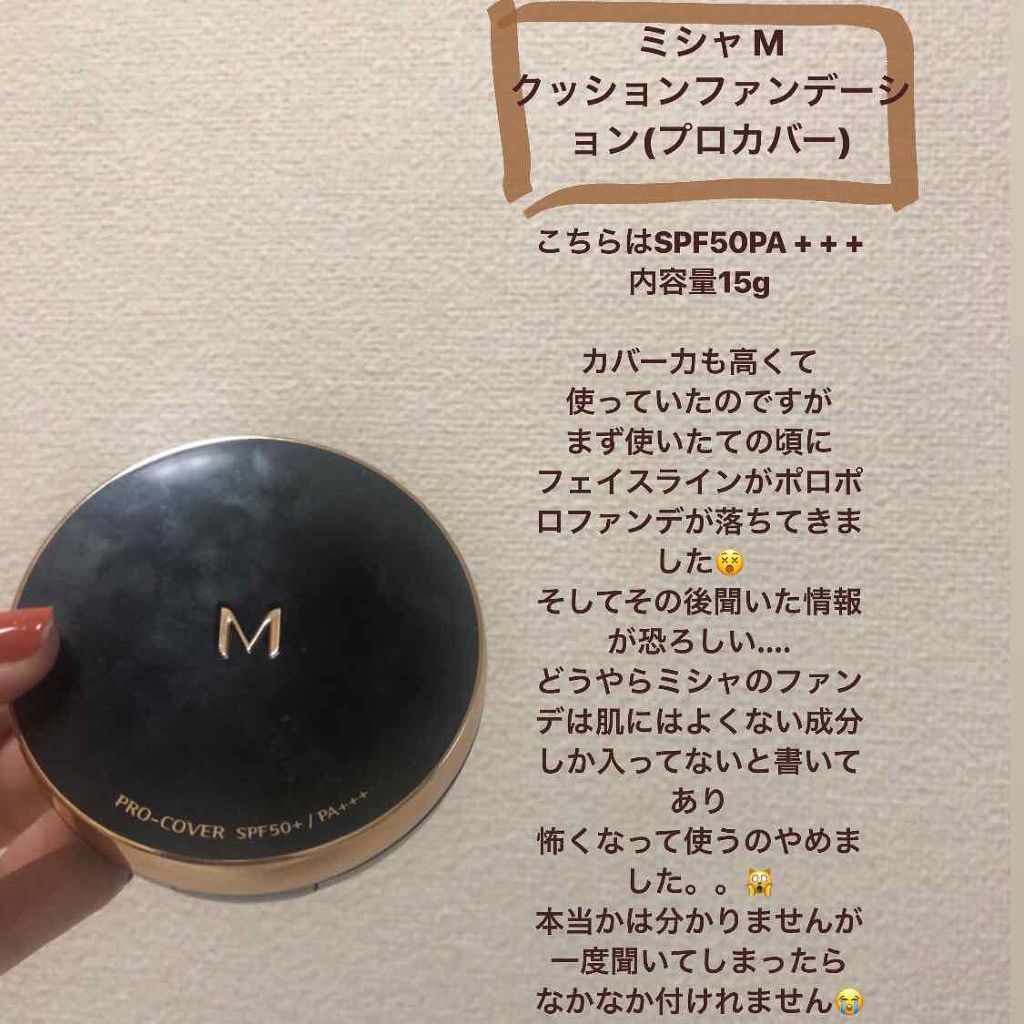 ミシャ M
クッションファンデーシ
ョン(プロカバー)
こちらはSPF50PA + + +
内容量15g
カバー力も高くて
使っていたのですが
まず使いたての頃に
フェイスラインがポロポ
ロファンデが落ちてきま
した😵
そしてその後聞いた情報
が恐ろしい....
どうやらミシャのファン
デは肌にはよくない成分
しか入ってないと書いて
あり
怖くなって使うのやめま
した。。🙀
本当かは分かりませんが
一度聞いてしまったら
なかなか付けれません😭
M
PRO-COVER SPF50+ / PA+++